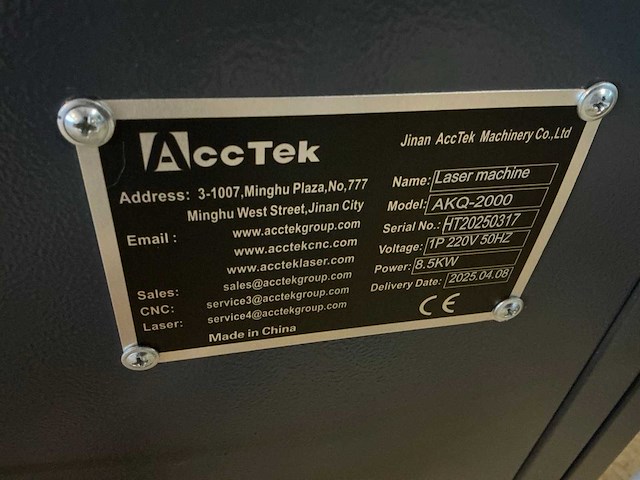 AccTek
Jinan AccTek Machinery Co.,Ltd
Address: 3-1007,Minghu Plaza,No,777
Minghu West Street,Jinan City
Email : www.acctekgroup.com
www.acctekcnc.com
www.accteklaser.com
Sales: sales@acctekgroup.com
CNC: service3@acctekgroup.com
Laser: service4@acctekgroup.com
Made in China
Name: Laser machine
Model: AKQ-2000
Serial No.: HT20250317
Voltage: 1P 220V 50HZ
Power: 8.5KW
Delivery Date: 2025.04.08
CE